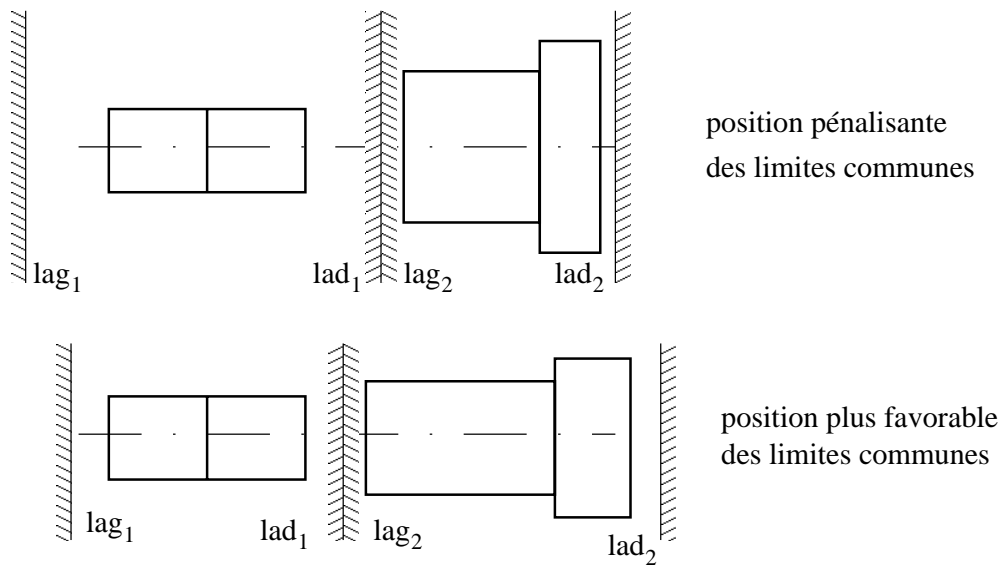 position pénalisante
des limites communes
lag1 lad1 lag2 lad2
position plus favorable
des limites communes
lag1 lad1 lag2 lad2